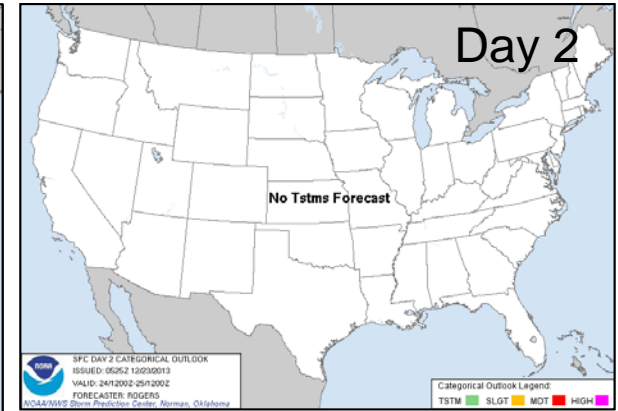 Day 2
No Tstms Forecast
NOAA
SPC DAY 2 CATEGORICAL OUTLOOK
ISSUED: 0525Z 12/23/2013
VALID: 24/1200Z-25/1200Z
FORECASTER: ROGERS
NOAA/NWS Storm Prediction Center, Norman, Oklahoma
Categorical Outlook Legend:
TSTM SLGT MDT HIGH